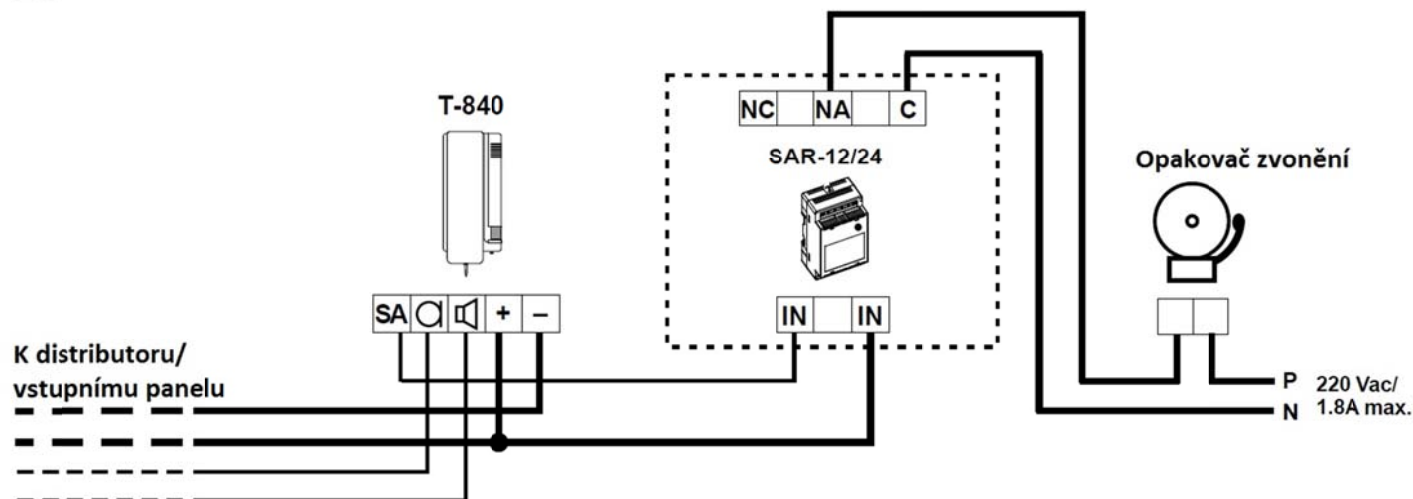 T-840
NC NA C
SAR-12/24
Opakovač zvonění
SA + –
IN IN
K distributoru/
vstupnímu panelu
P 220 Vac/
N 1.8A max.